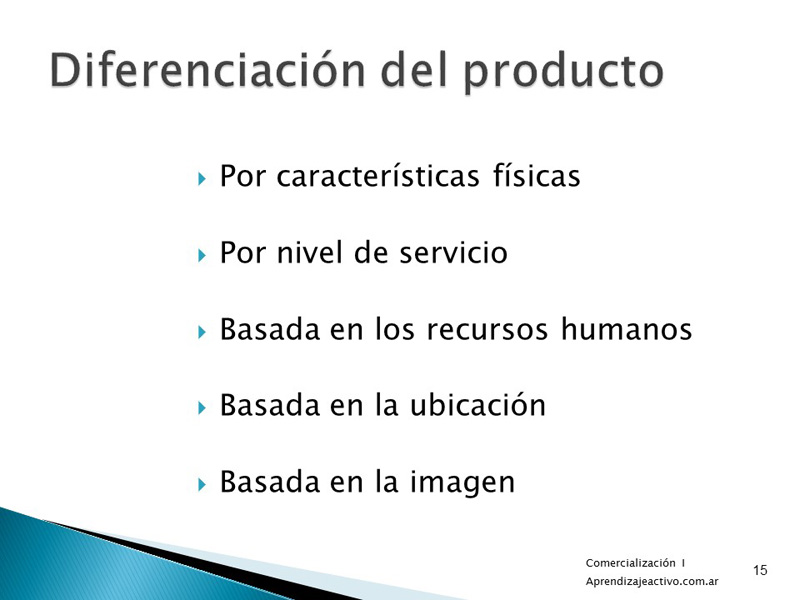 Diferenciación del producto
Por características físicas
Por nivel de servicio
Basada en los recursos humanos
Basada en la ubicación
Basada en la imagen
Comercialización I
Aprendizajeactivo.com.ar
15